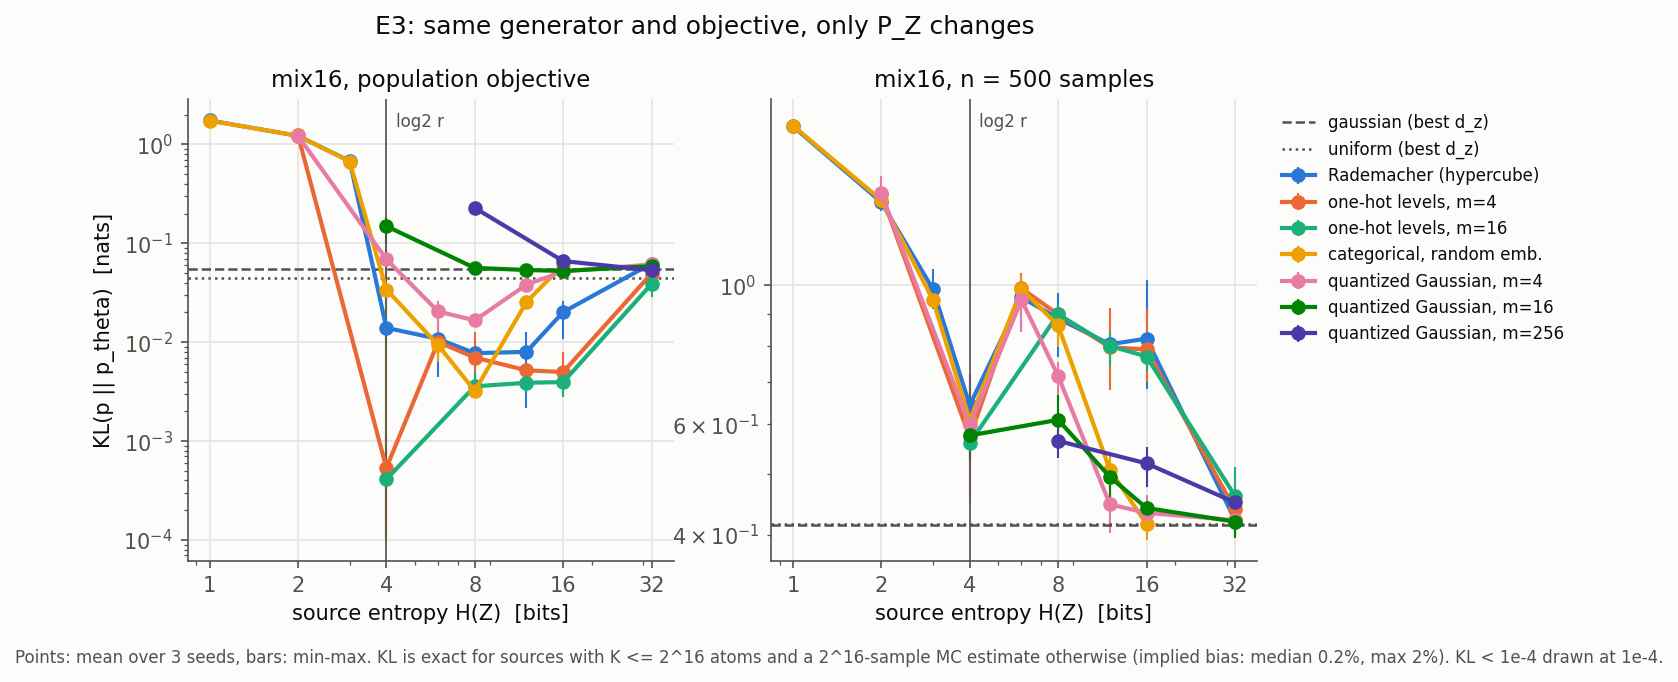 E3: same generator and objective, only P_Z changes
mix16, population objective
mix16, n = 500 samples
log2 r
log2 r
KL(p || p_theta) [nats]
10^0
10^−1
10^−2
10^−3
10^−4
1 2 4 8 16 32
source entropy H(Z) [bits]
10^0
6 × 10^−1
4 × 10^−1
1 2 4 8 16 32
source entropy H(Z) [bits]
gaussian (best d_z)
uniform (best d_z)
Rademacher (hypercube)
one-hot levels, m=4
one-hot levels, m=16
categorical, random emb.
quantized Gaussian, m=4
quantized Gaussian, m=16
quantized Gaussian, m=256
Points: mean over 3 seeds, bars: min-max. KL is exact for sources with K <= 2^16 atoms and a 2^16-sample MC estimate otherwise (implied bias: median 0.2%, max 2%). KL < 1e-4 drawn at 1e-4.